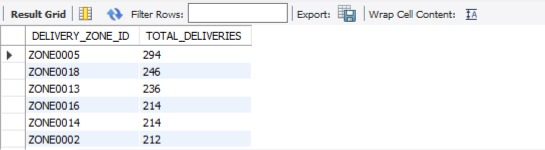 Result Grid Filter Rows: Export: Wrap Cell Content: IA
DELIVERY_ZONE_ID TOTAL_DELIVERIES
ZONE0005 294
ZONE0018 246
ZONE0013 236
ZONE0016 214
ZONE0014 214
ZONE0002 212